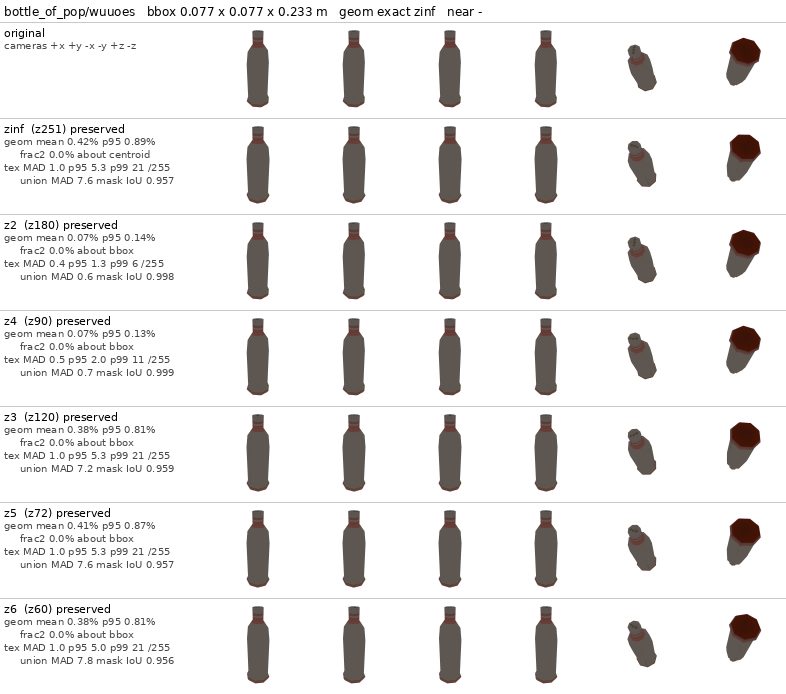 bottle_of_pop/wuuoes   bbox 0.077 x 0.077 x 0.233 m   geom exact zinf   near -
original
cameras +x +y -x -y +z -z
zinf  (z251) preserved
geom mean 0.42% p95 0.89%
frac2 0.0% about centroid
tex MAD 1.0 p95 5.3 p99 21 /255
union MAD 7.6 mask IoU 0.957
z2  (z180) preserved
geom mean 0.07% p95 0.14%
frac2 0.0% about bbox
tex MAD 0.4 p95 1.3 p99 6 /255
union MAD 0.6 mask IoU 0.998
z4  (z90) preserved
geom mean 0.07% p95 0.13%
frac2 0.0% about bbox
tex MAD 0.5 p95 2.0 p99 11 /255
union MAD 0.7 mask IoU 0.999
z3  (z120) preserved
geom mean 0.38% p95 0.81%
frac2 0.0% about bbox
tex MAD 1.0 p95 5.3 p99 21 /255
union MAD 7.2 mask IoU 0.959
z5  (z72) preserved
geom mean 0.41% p95 0.87%
frac2 0.0% about bbox
tex MAD 1.0 p95 5.3 p99 21 /255
union MAD 7.6 mask IoU 0.957
z6  (z60) preserved
geom mean 0.38% p95 0.81%
frac2 0.0% about bbox
tex MAD 1.0 p95 5.0 p99 21 /255
union MAD 7.8 mask IoU 0.956